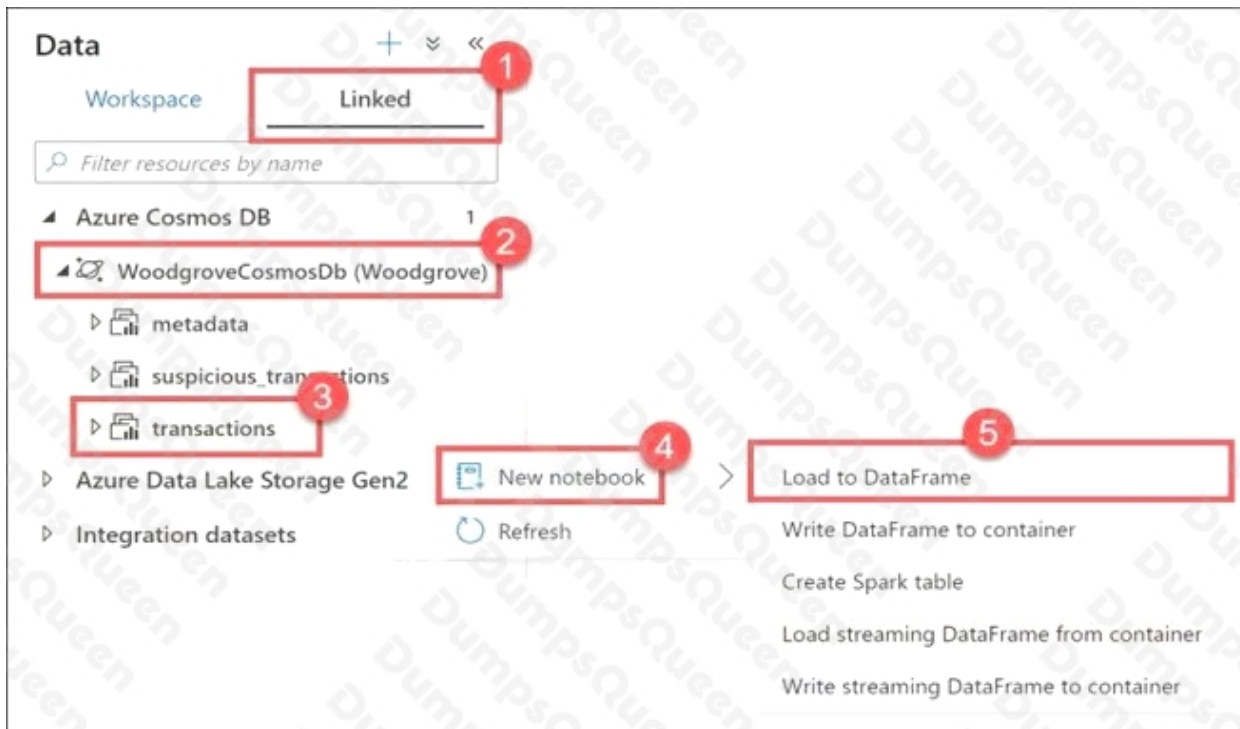 Data
1
Workspace Linked
Filter resources by name
Azure Cosmos DB 1
2
WoodgroveCosmosDb (Woodgrove)
metadata
suspicious_transactions
3
transactions
4
5
Azure Data Lake Storage Gen2 New notebook Load to DataFrame
Integration datasets Refresh Write DataFrame to container
Create Spark table
Load streaming DataFrame from container
Write streaming DataFrame to container
DumpsQueen